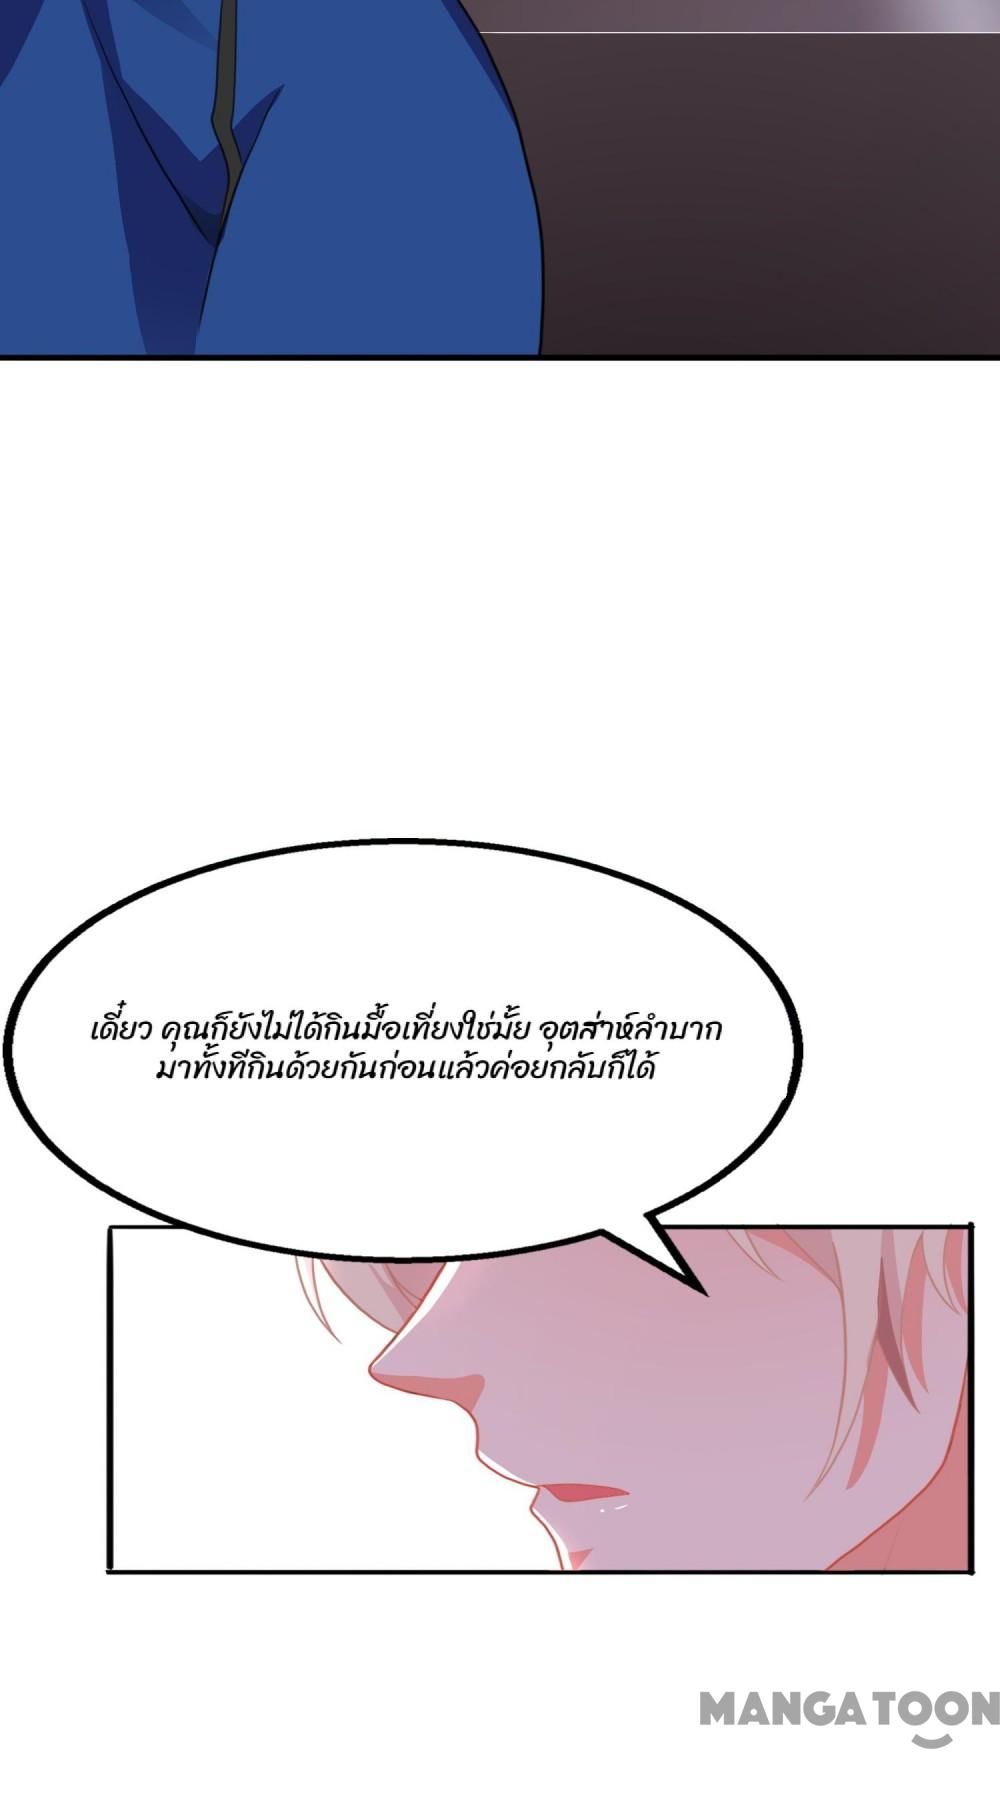 เดี๋ยว คุณก็ยังไม่ได้กินมื้อเที่ยงใช่มั้ย อุตส่าห์ลำบาก
มาทั้งทีกินด้วยกันก่อนแล้วค่อยกลับก็ได้
MANGATOON